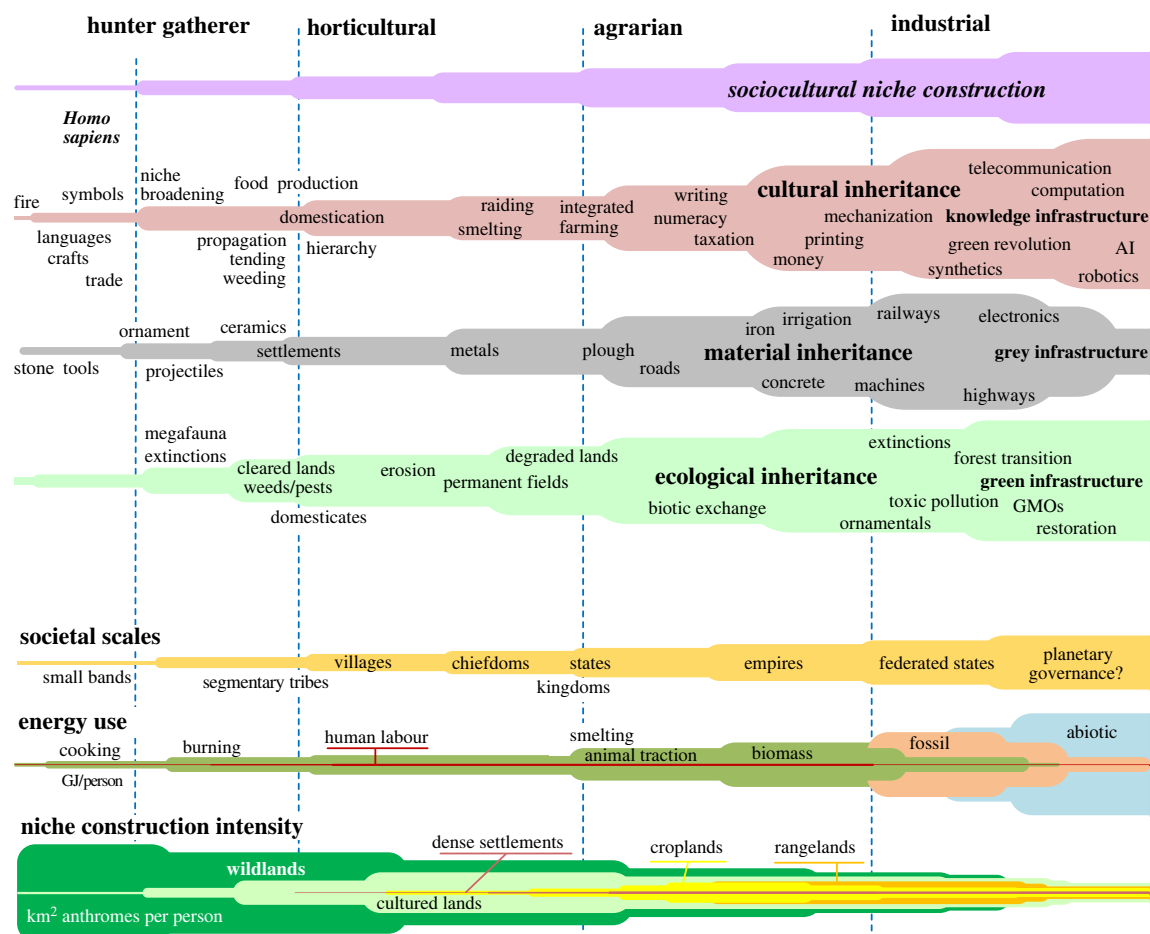 hunter gatherer
horticultural
agrarian
industrial
sociocultural niche construction
Homo
sapiens
fire
symbols
niche
broadening
food production
domestication
languages
crafts
trade
propagation
tending
weeding
hierarchy
raiding
smelting
integrated
farming
writing
numeracy
taxation
cultural inheritance
mechanization
printing
money
telecommunication
computation
knowledge infrastructure
green revolution
AI
synthetics
robotics
ornament
ceramics
settlements
stone tools
projectiles
metals
plough
roads
iron
irrigation
railways
electronics
material inheritance
grey infrastructure
concrete
machines
highways
megafauna
extinctions
cleared lands
weeds/pests
domesticates
erosion
degraded lands
permanent fields
ecological inheritance
biotic exchange
extinctions
forest transition
green infrastructure
toxic pollution
GMOs
ornamentals
restoration
societal scales
small bands
segmentary tribes
villages
chiefdoms
states
kingdoms
empires
federated states
planetary
governance?
energy use
cooking
GJ/person
burning
human labour
smelting
animal traction
biomass
fossil
abiotic
niche construction intensity
wildlands
dense settlements
croplands
rangelands
cultured lands
km² anthromes per person